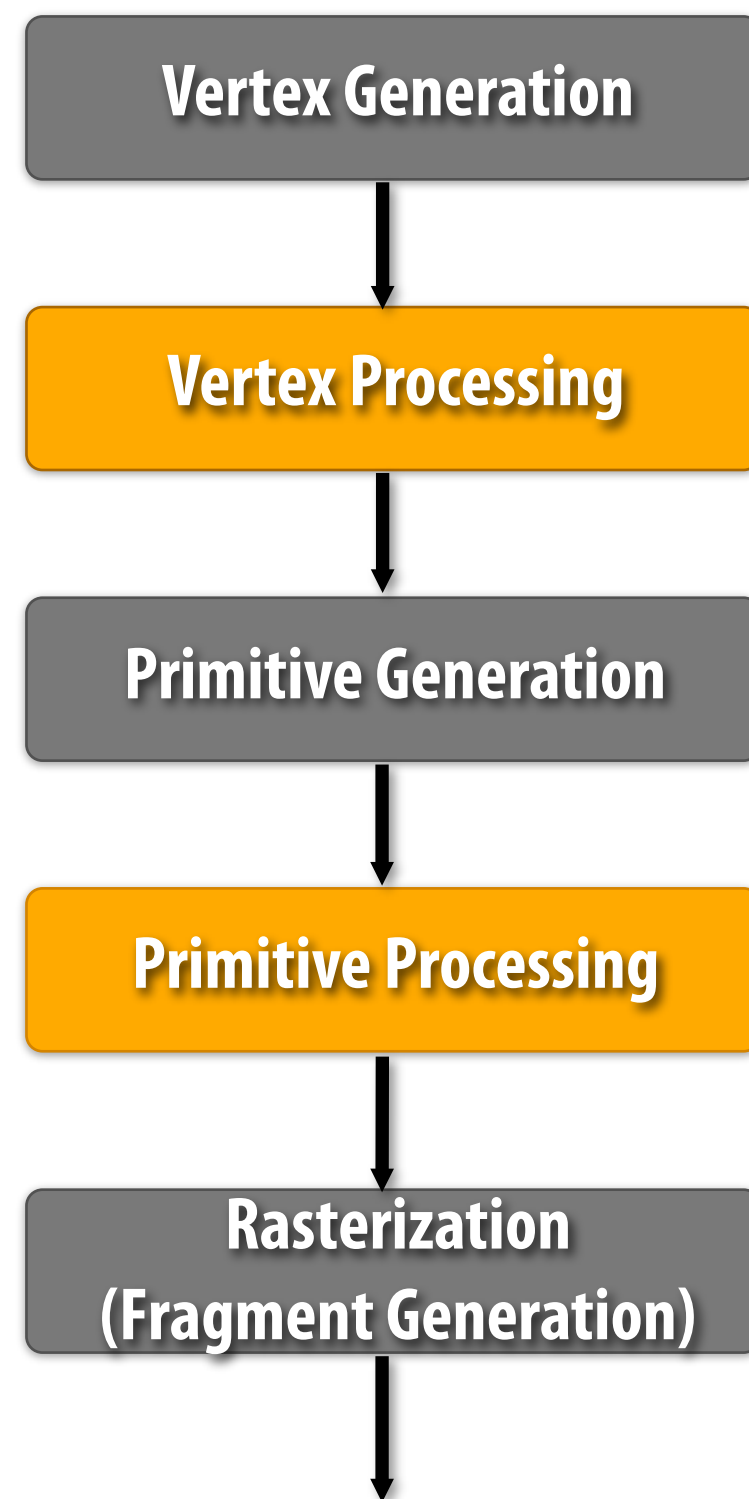 Vertex Generation
Vertex Processing
Primitive Generation
Primitive Processing
Rasterization
(Fragment Generation)